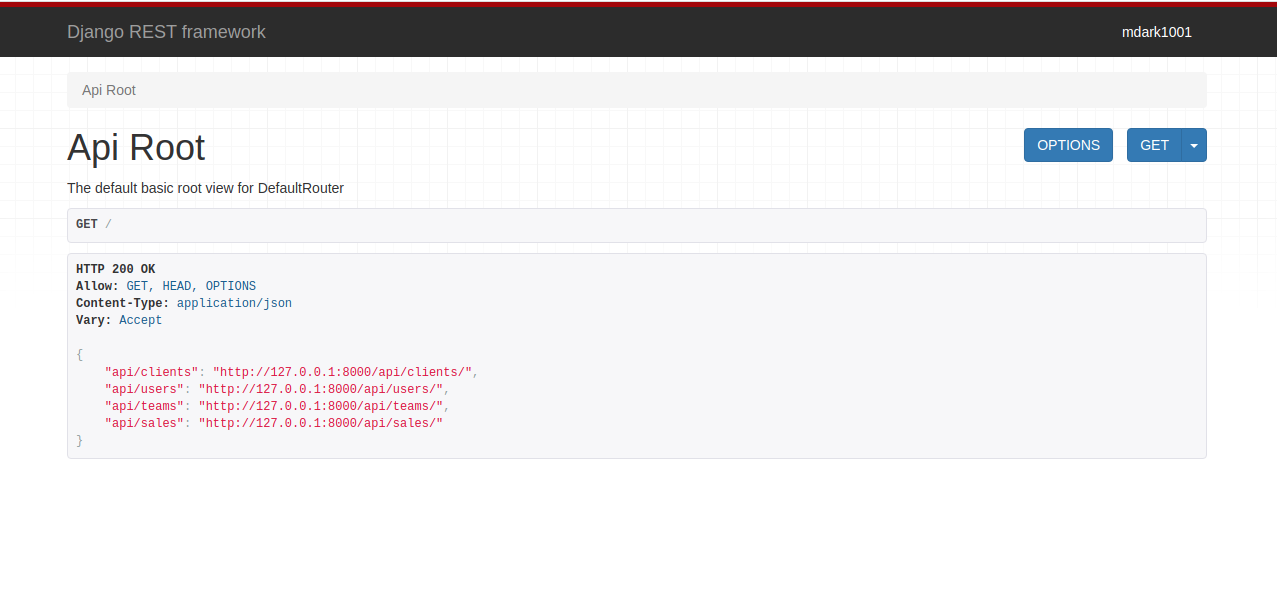 Django REST framework
mdark1001
Api Root
Api Root
OPTIONS
GET
The default basic root view for DefaultRouter
GET /
HTTP 200 OK
Allow: GET, HEAD, OPTIONS
Content-Type: application/json
Vary: Accept
{
    "api/clients": "http://127.0.0.1:8000/api/clients/",
    "api/users": "http://127.0.0.1:8000/api/users/",
    "api/teams": "http://127.0.0.1:8000/api/teams/",
    "api/sales": "http://127.0.0.1:8000/api/sales/"
}